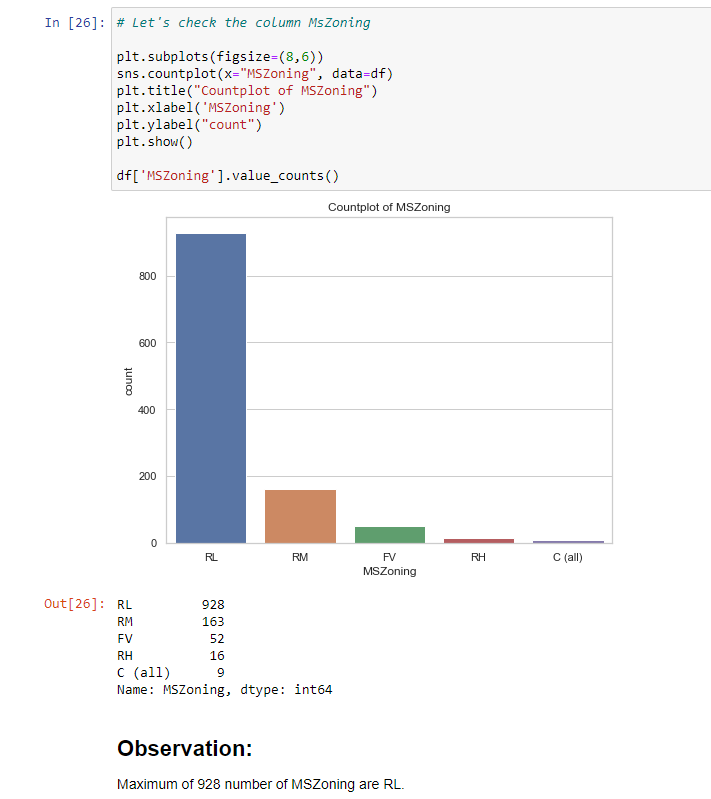 In [26]: # Let's check the column MsZoning
plt.subplots(figsize=(8,6))
sns.countplot(x="MSZoning", data=df)
plt.title("Countplot of MSZoning")
plt.xlabel('MSZoning')
plt.ylabel("count")
plt.show()
df['MSZoning'].value_counts()
Countplot of MSZoning
800
600
400
200
0
count
RL RM FV RH C (all)
MSZoning
Out[26]: RL 928
RM 163
FV 52
RH 16
C (all) 9
Name: MSZoning, dtype: int64
Observation:
Maximum of 928 number of MSZoning are RL.